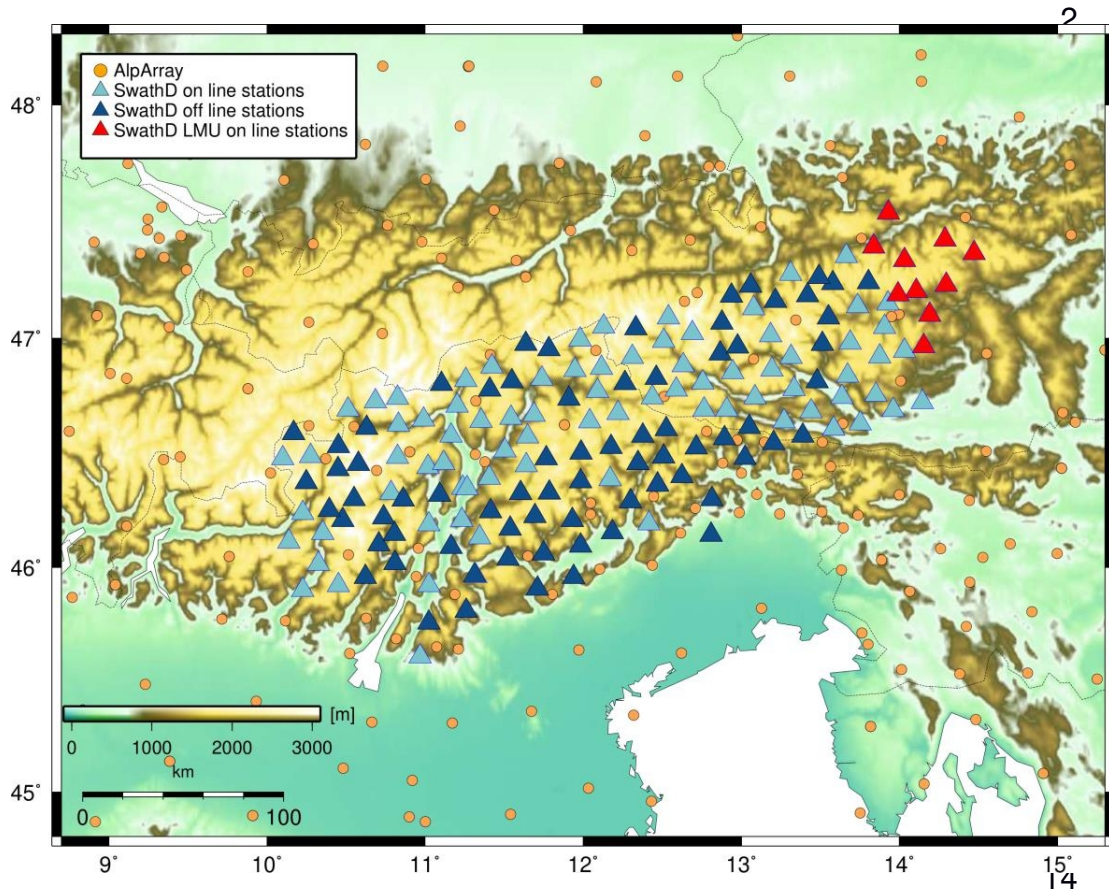 2
48°
AlpArray
SwathD on line stations
SwathD off line stations
SwathD LMU on line stations
47°
46°
[m]
0 1000 2000 3000
km
45°
0 100
9° 10° 11° 12° 13° 14° 15°
14